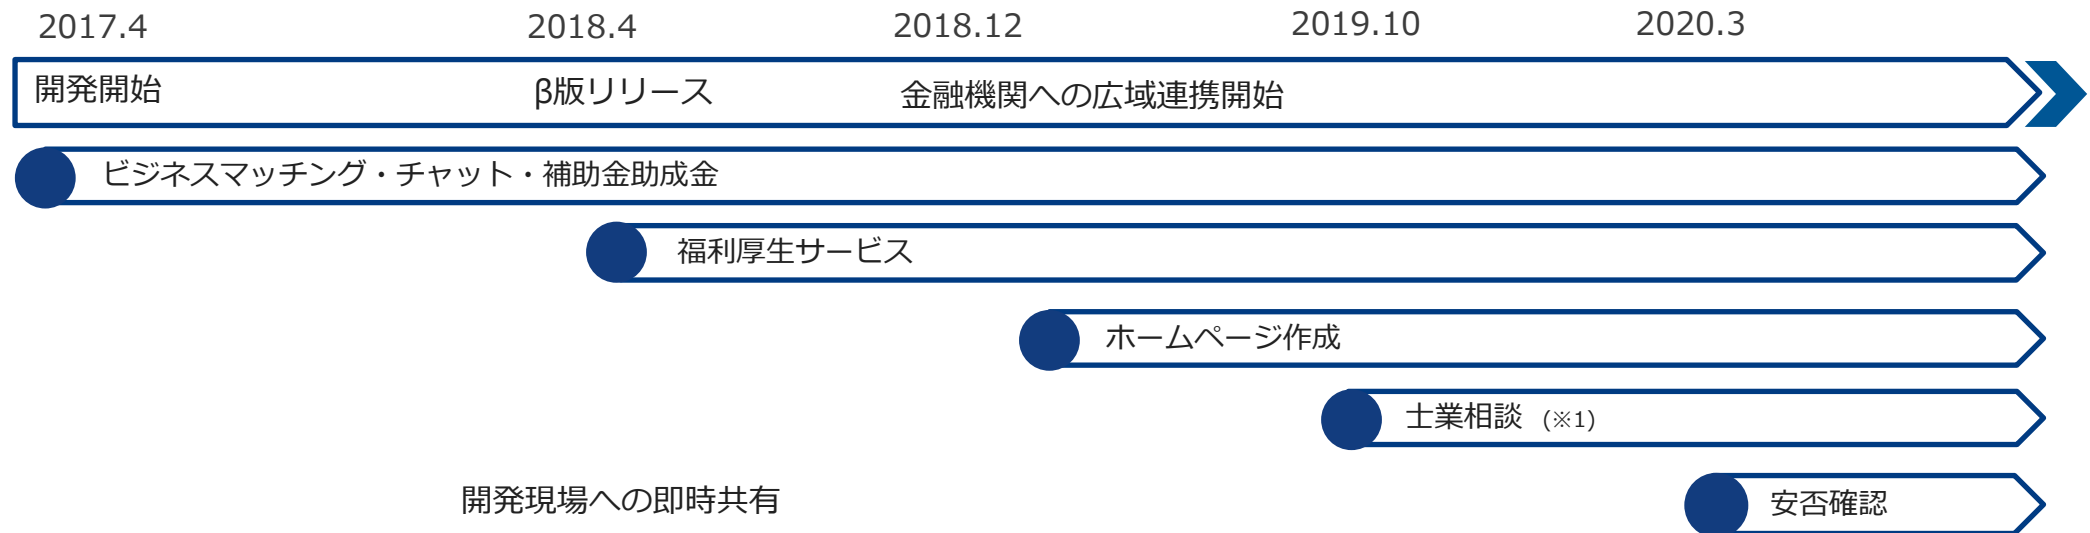 2017.4 2018.4 2018.12 2019.10 2020.3
開発開始 β版リリース 金融機関への広域連携開始
ビジネスマッチング・チャット・補助金助成金
福利厚生サービス
ホームページ作成
士業相談 (※1)
開発現場への即時共有 安否確認